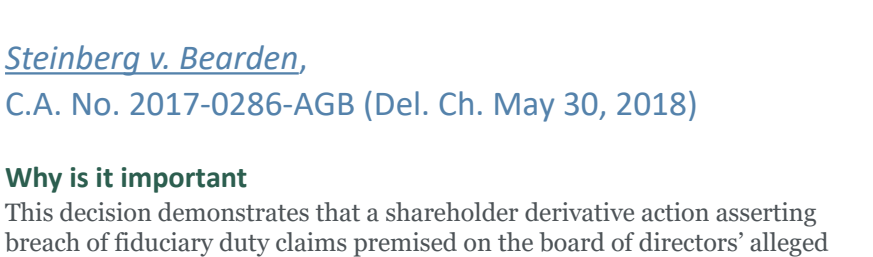 Steinberg v. Bearden,
C.A. No. 2017-0286-AGB (Del. Ch. May 30, 2018)
Why is it important
This decision demonstrates that a shareholder derivative action asserting
breach of fiduciary duty claims premised on the board of directors’ alleged